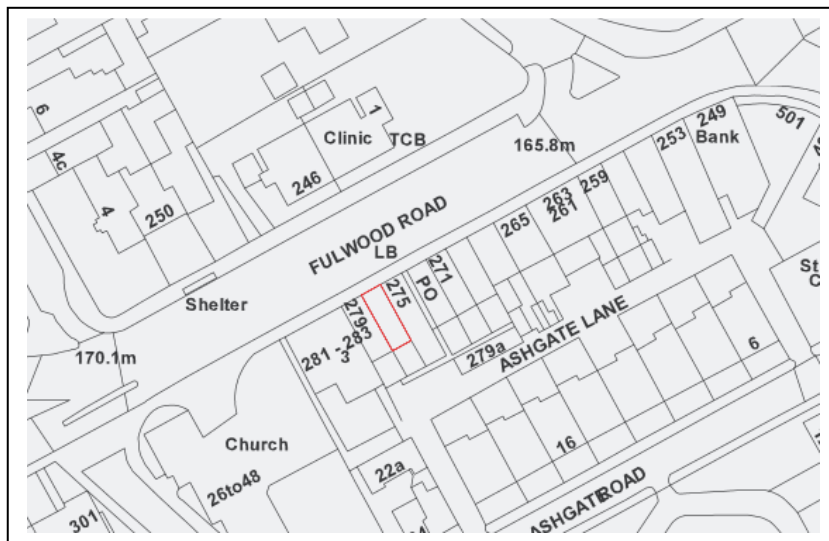 6
4c
4
250
Clinic
1
TCB
246
165.8m
249
Bank
501
253
259
263
261
265
FULWOOD ROAD
LB
271
PO
275
279
281 - 283
3
Shelter
170.1m
279a
ASHGATE LANE
6
16
Church
26to48
22a
301
ASHGATE ROAD